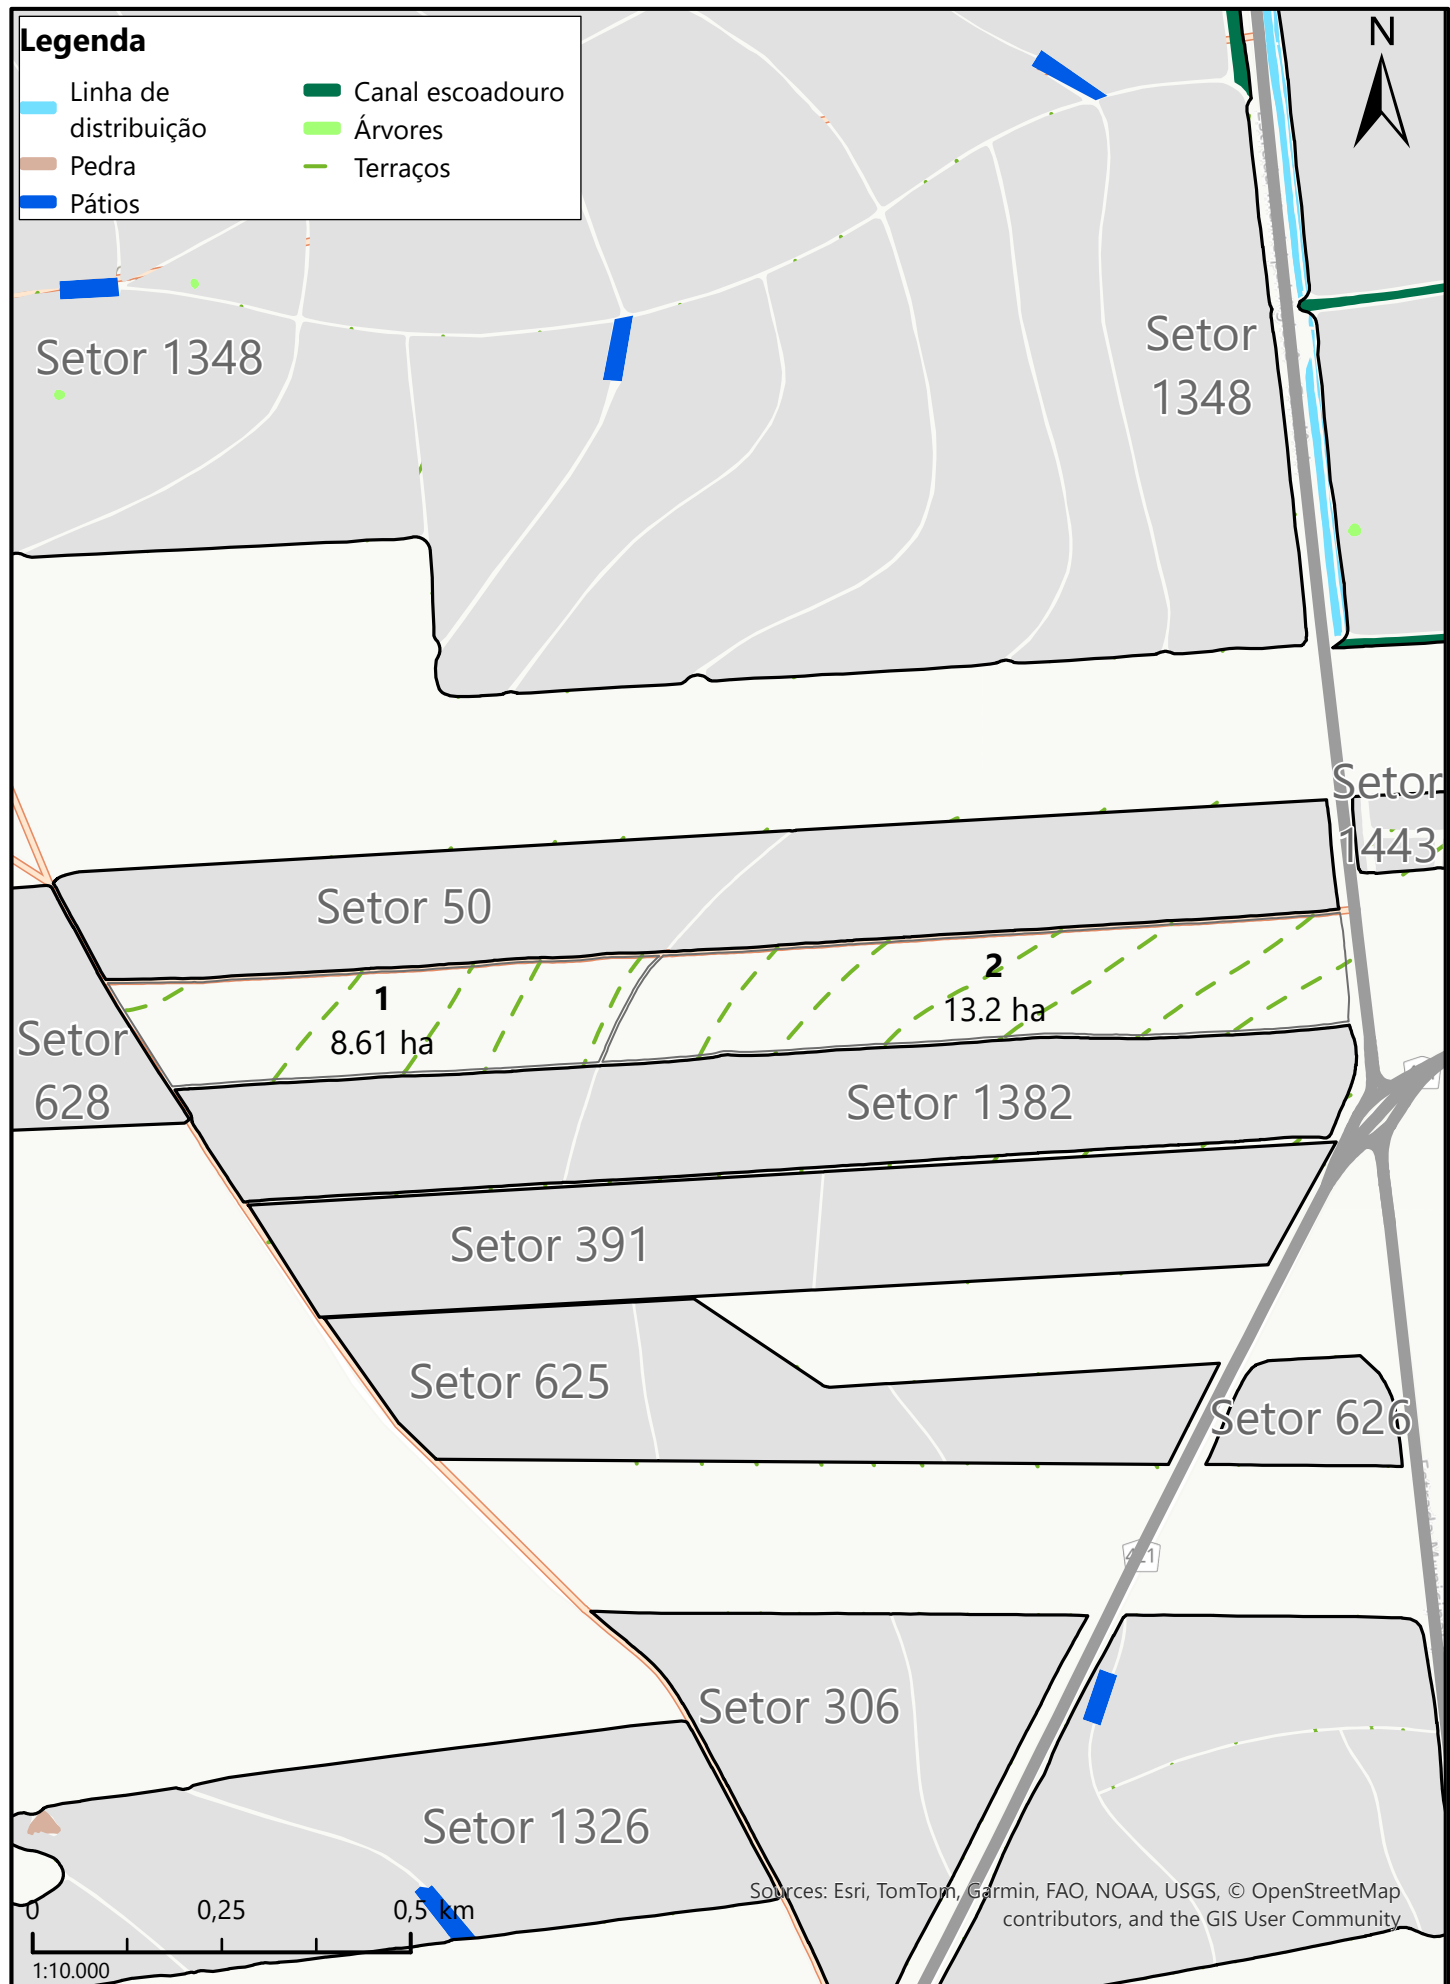 Legenda
Linha de
distribuição
Pedra
Pátios
Canal escoadouro
Árvores
Terraços
N
Setor 1348
Setor
1348
Setor
1443
Setor 50
1
8.61 ha
2
13.2 ha
Setor
628
Setor 1382
Setor 391
Setor 625
Setor 626
421
Setor 306
Setor 1326
0
0,25
0,5 km
1:10.000
Sources: Esri, TomTom, Garmin, FAO, NOAA, USGS, © OpenStreetMap
contributors, and the GIS User Community